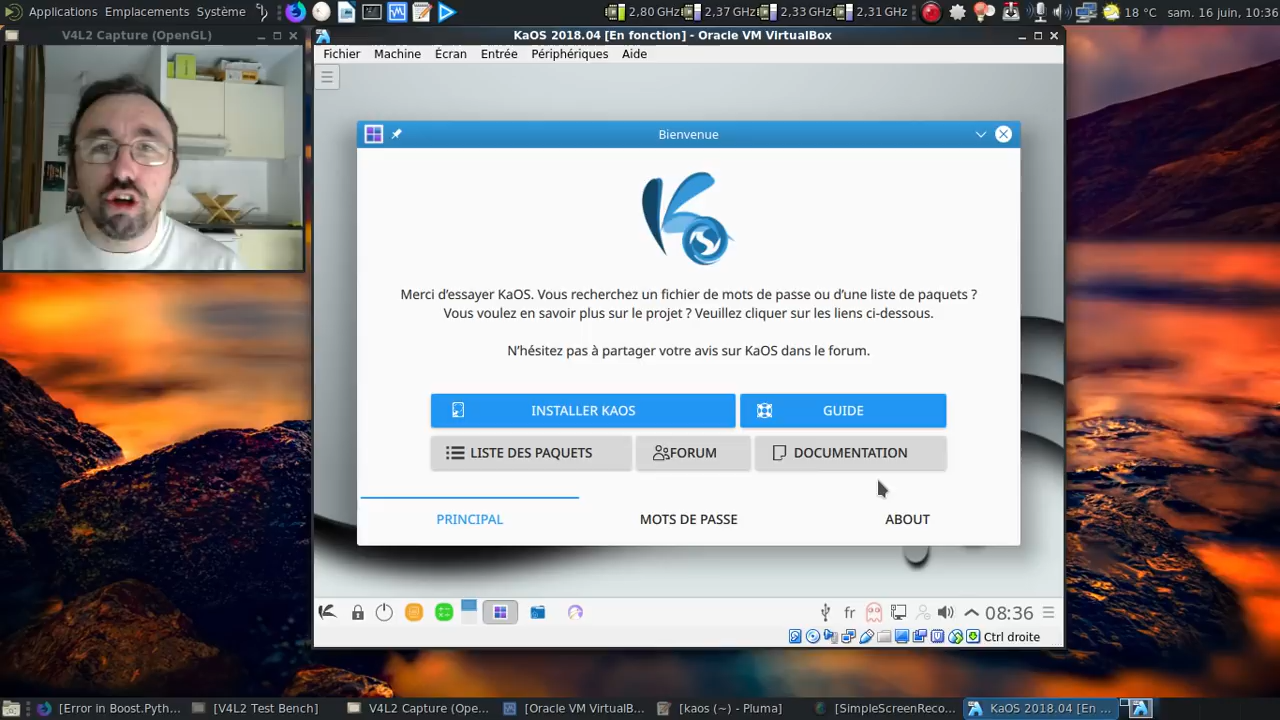 Applications Emplacements Système
2,80 GHz 2,37 GHz 2,33 GHz 2,31 GHz
18 °C sam. 16 juin, 10:36
V4L2 Capture (OpenGL)
KaOS 2018.04 [En fonction] - Oracle VM VirtualBox
Fichier Machine Écran Entrée Périphériques Aide
Bienvenue
Merci d’essayer KaOS. Vous recherchez un fichier de mots de passe ou d’une liste de paquets ?
Vous voulez en savoir plus sur le projet ? Veuillez cliquer sur les liens ci-dessous.
N’hésitez pas à partager votre avis sur KaOS dans le forum.
INSTALLER KAOS GUIDE
LISTE DES PAQUETS FORUM DOCUMENTATION
PRINCIPAL MOTS DE PASSE ABOUT
fr 08:36
Ctrl droite
[Error in Boost.Pyth... [V4L2 Test Bench] V4L2 Capture (Ope... [Oracle VM VirtualB... [kaos (~) - Pluma] [SimpleScreenReco... KaOS 2018.04 [En ...